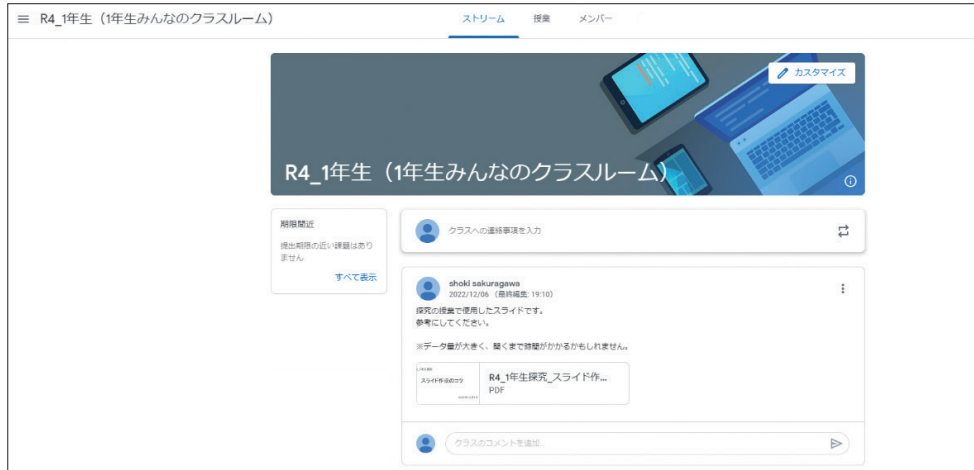 R4_1年生（1年生みんなのクラスルーム）
ストリーム 授業 メンバー
カスタマイズ
R4_1年生（1年生みんなのクラスルーム）
期限間近
提出期限の近い課題はあり
ません
すべて表示
クラスへの連絡事項を入力
shoki sakuragawa
2022/12/06 （最終編集: 19:10）
探究の授業で使用したスライドです。
参考にしてください。
※データ量が大きく、開くまで時間がかかるかもしれません。
スライド作成のコツ
R4_1年生探究_スライド作...
PDF
クラスのコメントを追加...